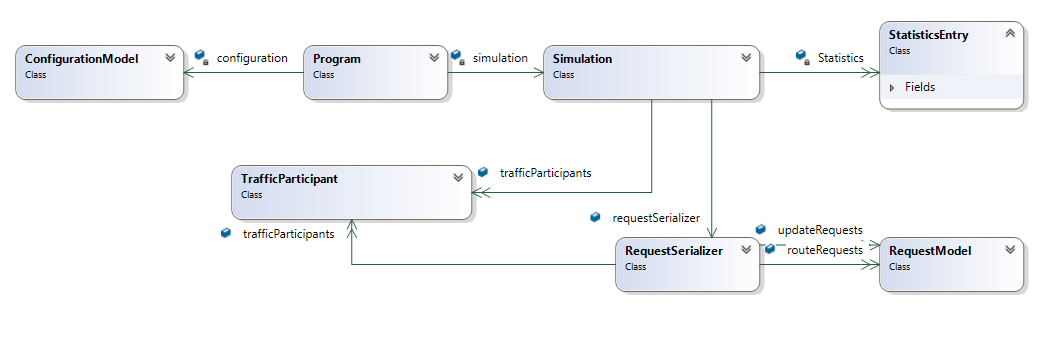 ConfigurationModel
Class
configuration
Program
Class
simulation
Simulation
Class
Statistics
StatisticsEntry
Class
Fields
TrafficParticipant
Class
trafficParticipants
trafficParticipants
requestSerializer
RequestSerializer
Class
updateRequests
routeRequests
RequestModel
Class